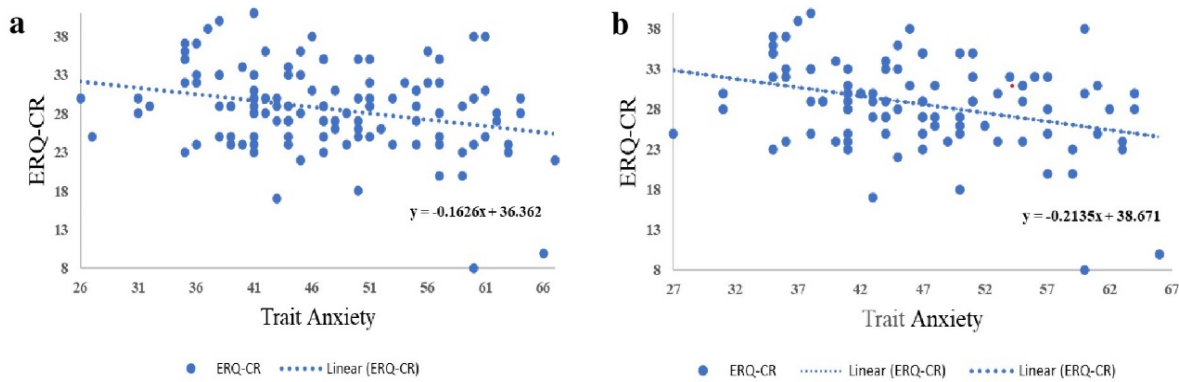 a
38
33
28
23
18
13
8
ERQ-CR
y = -0.1626x + 36.362
26 31 36 41 46 51 56 61 66
Trait Anxiety
ERQ-CR Linear (ERQ-CR)
b
38
33
28
23
18
13
8
ERQ-CR
y = -0.2135x + 38.671
27 32 37 42 47 52 57 62 67
Trait Anxiety
ERQ-CR Linear (ERQ-CR) Linear (ERQ-CR)